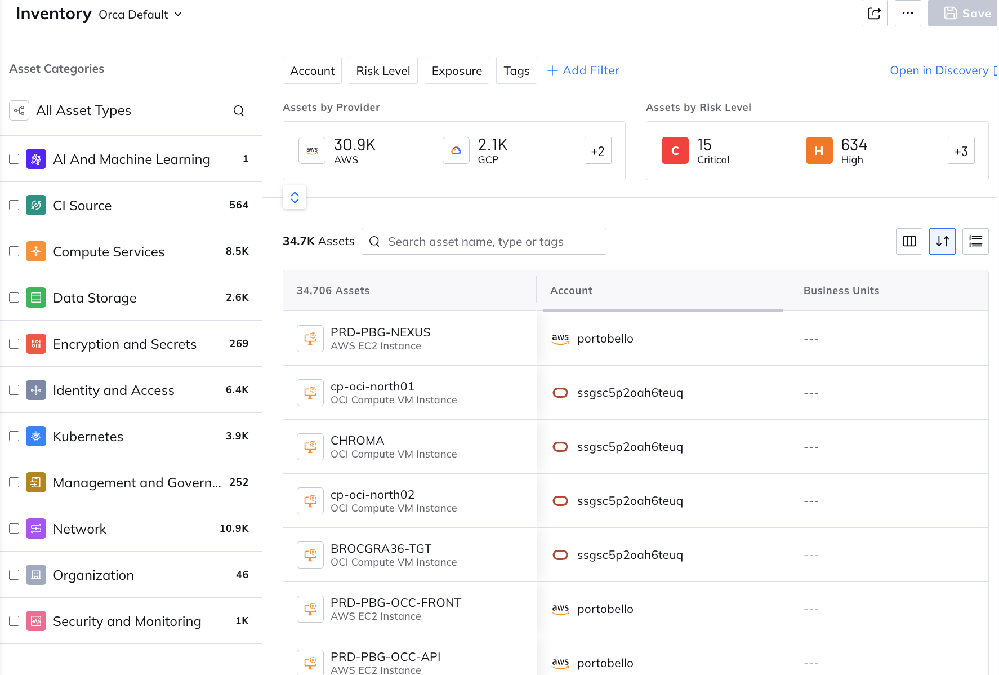 Inventory Orca Default
Save
Asset Categories
All Asset Types
AI And Machine Learning 1
CI Source 564
Compute Services 8.5K
Data Storage 2.6K
Encryption and Secrets 269
Identity and Access 6.4K
Kubernetes 3.9K
Management and Govern... 252
Network 10.9K
Organization 46
Security and Monitoring 1K
Account Risk Level Exposure Tags + Add Filter
Open in Discovery
Assets by Provider
aws 30.9K
AWS
2.1K
GCP
+2
Assets by Risk Level
C 15
Critical
H 634
High
+3
34.7K Assets Search asset name, type or tags
34,706 Assets Account Business Units
PRD-PBG-NEXUS
AWS EC2 Instance
aws portobello ---
cp-oci-north01
OCI Compute VM Instance
ssgsc5p2oah6teuq ---
CHROMA
OCI Compute VM Instance
ssgsc5p2oah6teuq ---
cp-oci-north02
OCI Compute VM Instance
ssgsc5p2oah6teuq ---
BROCGRA36-TGT
OCI Compute VM Instance
ssgsc5p2oah6teuq ---
PRD-PBG-OCC-FRONT
AWS EC2 Instance
aws portobello ---
PRD-PBG-OCC-API
AWS EC2 Instance
aws portobello ---